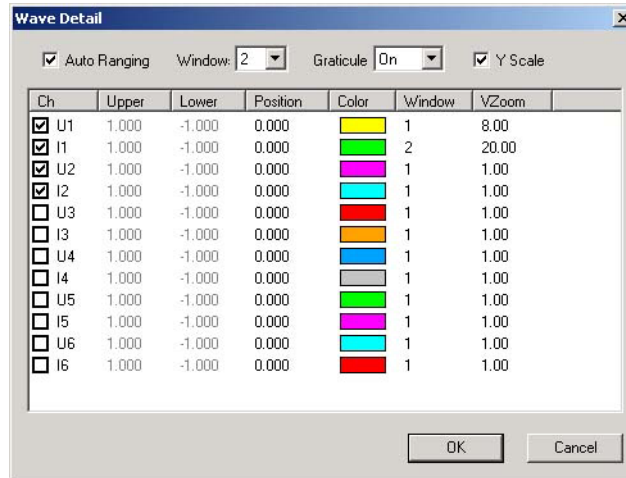 Wave Detail
Auto Ranging Window: 2 Graticule On Y Scale
Ch Upper Lower Position Color Window VZoom
U1 1.000 -1.000 0.000 1 8.00
I1 1.000 -1.000 0.000 2 20.00
U2 1.000 -1.000 0.000 1 1.00
I2 1.000 -1.000 0.000 1 1.00
U3 1.000 -1.000 0.000 1 1.00
I3 1.000 -1.000 0.000 1 1.00
U4 1.000 -1.000 0.000 1 1.00
I4 1.000 -1.000 0.000 1 1.00
U5 1.000 -1.000 0.000 1 1.00
I5 1.000 -1.000 0.000 1 1.00
U6 1.000 -1.000 0.000 1 1.00
I6 1.000 -1.000 0.000 1 1.00
OK Cancel